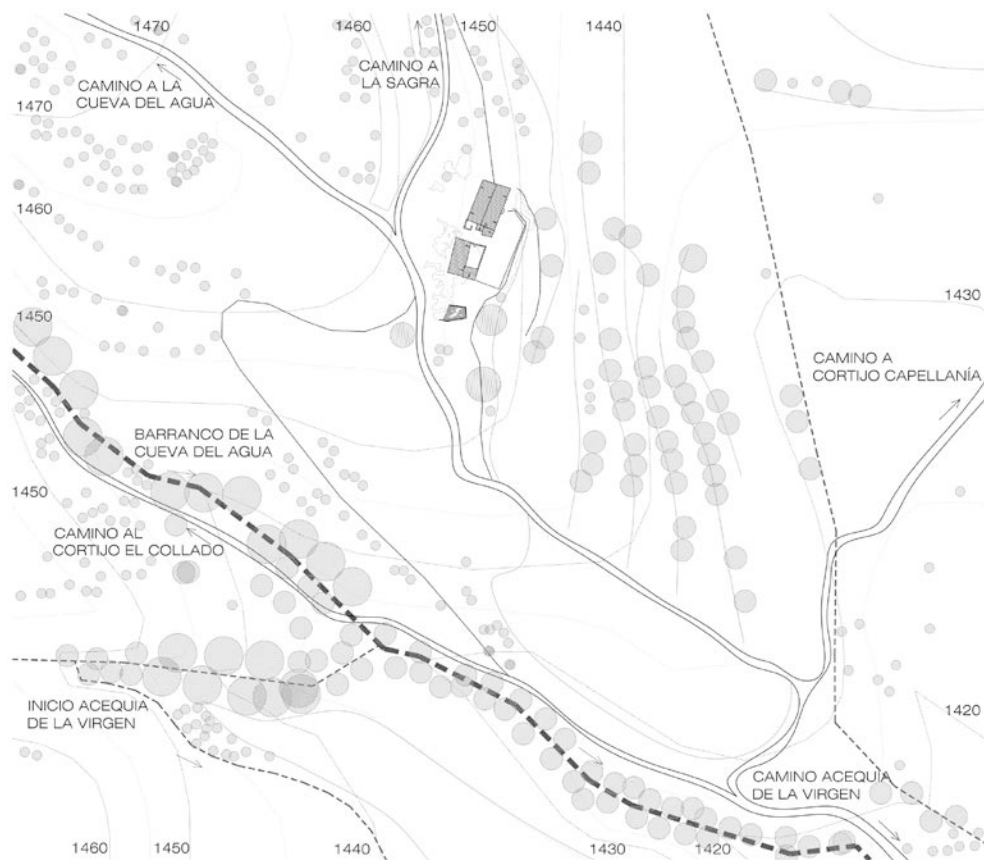 1470
1460
1450
1440
CAMINO A LA
CUEVA DEL AGUA
CAMINO A
LA SAGRA
1470
1460
1430
1450
CAMINO A
CORTIJO CAPELLANÍA
BARRANCO DE LA
CUEVA DEL AGUA
1450
CAMINO AL
CORTIJO EL COLLADO
INICIO ACEQUIA
DE LA VIRGEN
1420
CAMINO ACEQUIA
DE LA VIRGEN
1460
1450
1440
1430
1420